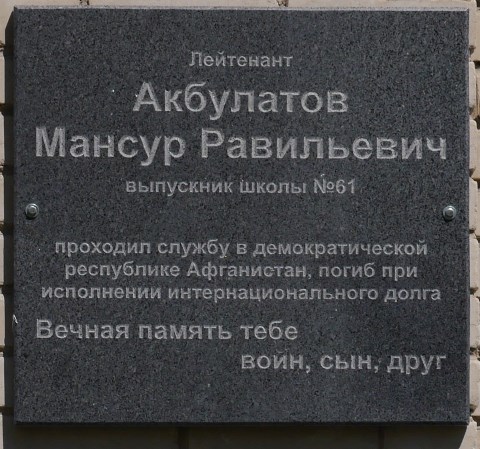 Лейтенант
Акбулатов
Мансур Равильевич
выпускник школы №61
проходил службу в демократической
республике Афганистан, погиб при
исполнении интернационального долга
Вечная память тебе
воин, сын, друг